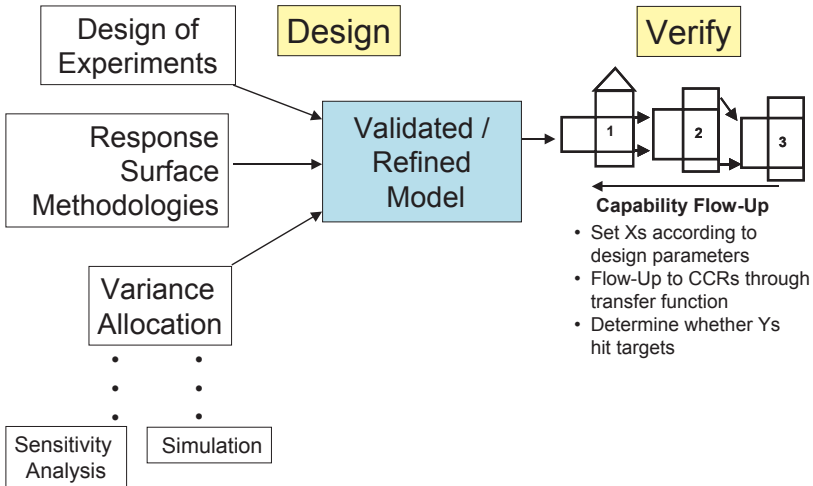 Design of
Experiments
Design
Verify
Response
Surface
Methodologies
Validated /
Refined
Model
1
2
3
Capability Flow-Up
• Set Xs according to
design parameters
• Flow-Up to CCRs through
transfer function
• Determine whether Ys
hit targets
Variance
Allocation
Sensitivity
Analysis
Simulation